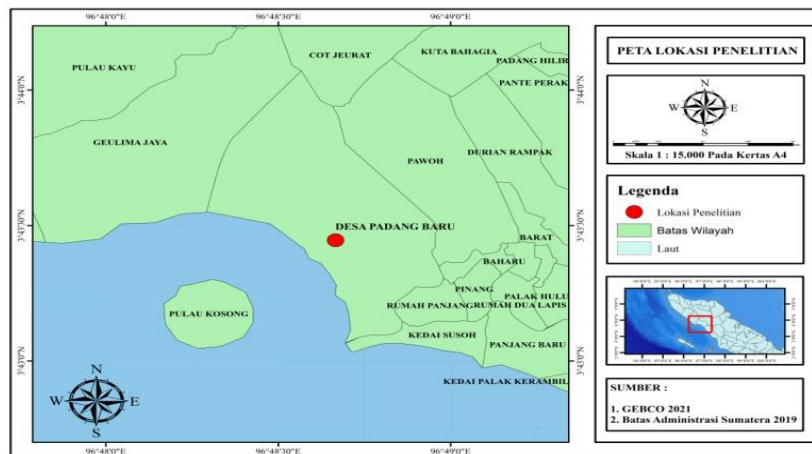 96°48'0"E 96°48'30"E 96°49'0"E
3°44'0"N
3°43'30"N
3°43'0"N
PULAU KAYU
COT JEURAT
KUTA BAHAGIA
PADANG HILIR
PANTE PERAK
GEULIMA JAYA
PAWOH
DURIAN RAMPAK
DESA PADANG BARU
BARAT
BAHARU
PINANG
PALAK HULU
RUMAH PANJANG
RUMAH DUA LAPIS
PULAU KOSONG
KEDAI SUSOH
PANJANG BARU
KEDAI PALAK KERAMBIL
N
W E
S
3°44'0"N
3°43'30"N
3°43'0"N
96°48'0"E 96°48'30"E 96°49'0"E
PETA LOKASI PENELITIAN
N
W E
S
Skala 1 : 15.000 Pada Kertas A4
Legenda
Lokasi Penelitian
Batas Wilayah
Laut
SUMBER :
1. GEBCO 2021
2. Batas Administrasi Sumatera 2019